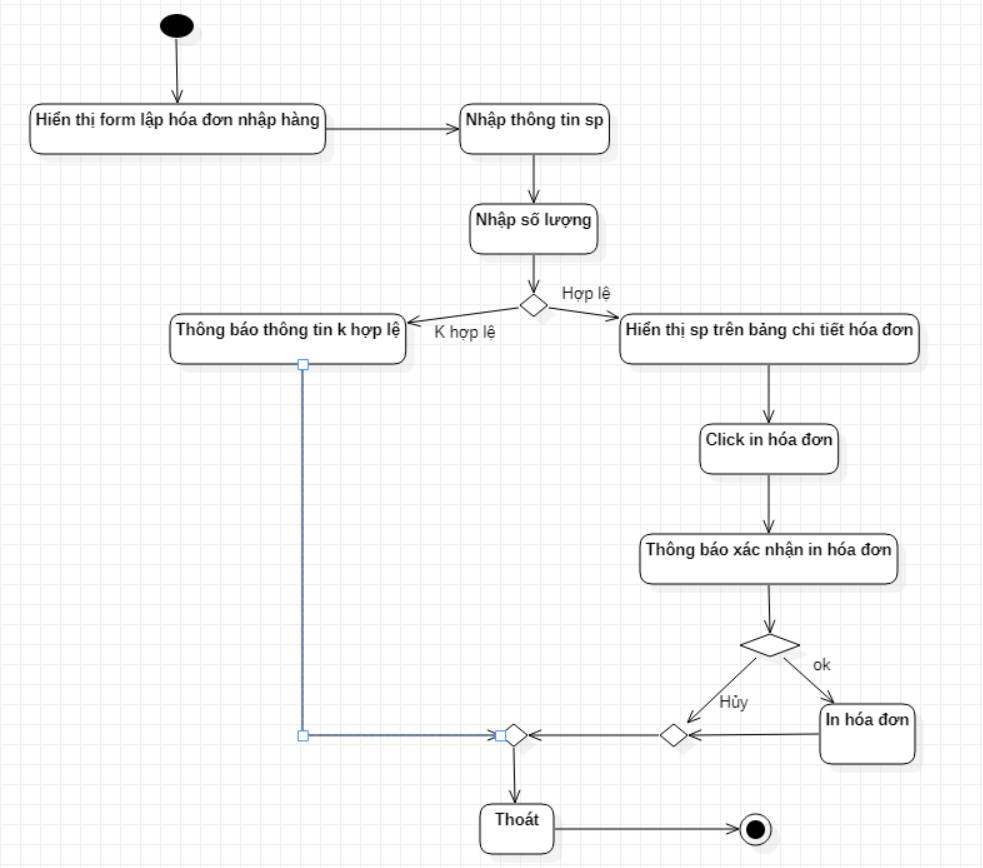 Hiển thị form lập hóa đơn nhập hàng
Nhập thông tin sp
Nhập số lượng
Hợp lệ
K hợp lệ
Thông báo thông tin k hợp lệ
Hiển thị sp trên bảng chi tiết hóa đơn
Click in hóa đơn
Thông báo xác nhận in hóa đơn
ok
Hủy
In hóa đơn
Thoát